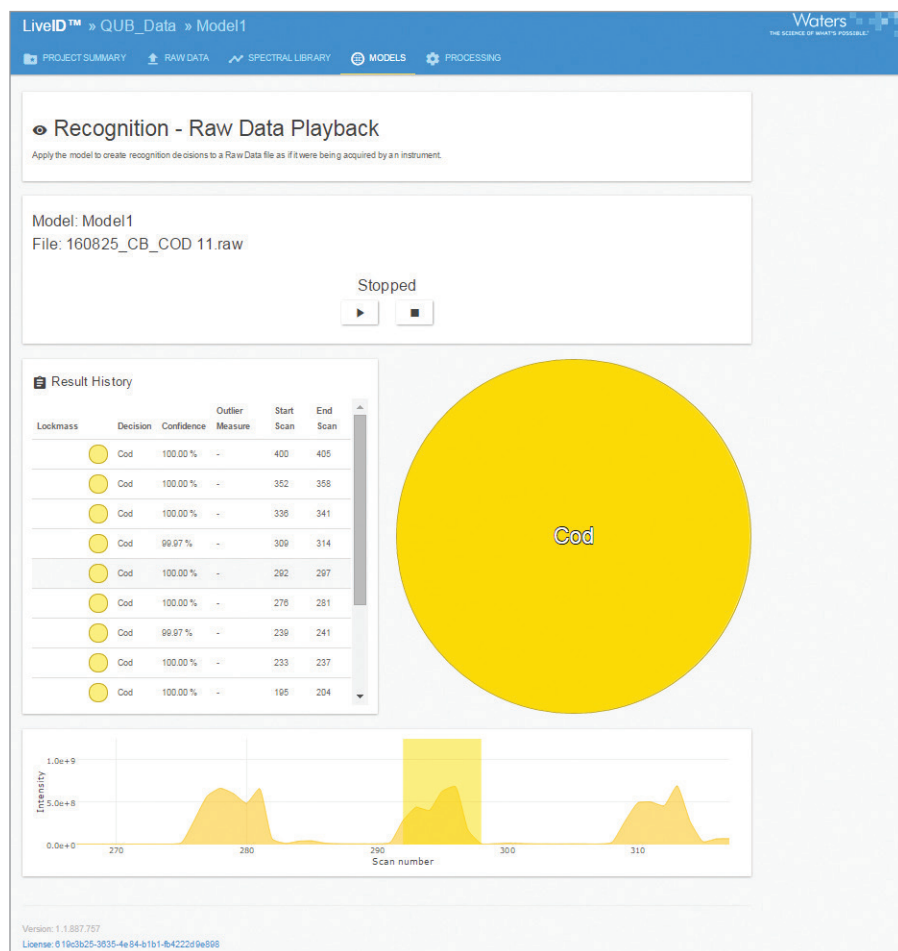 LiveID™ » QUB_Data » Model1
Waters
THE SCIENCE OF WHAT'S POSSIBLE.®
PROJECT SUMMARY RAW DATA SPECTRAL LIBRARY MODELS PROCESSING
Recognition - Raw Data Playback
Apply the model to create recognition decisions to a Raw Data file as if it were being acquired by an instrument.
Model: Model1
File: 160825_CB_COD 11.raw
Stopped
Result History
Lockmass Decision Confidence Outlier Measure Start Scan End Scan
Cod 100.00 % - 400 405
Cod 100.00 % - 352 358
Cod 100.00 % - 336 341
Cod 99.97 % - 309 314
Cod 100.00 % - 292 297
Cod 100.00 % - 276 281
Cod 99.97 % - 239 241
Cod 100.00 % - 233 237
Cod 100.00 % - 195 204
Cod
1.0e+9
5.0e+8
0.0e+0
Intensity
270 280 290 300 310
Scan number
Version: 1.1.887.757
License: 619c3b25-3635-4e84-b1b1-fb4222d9e898